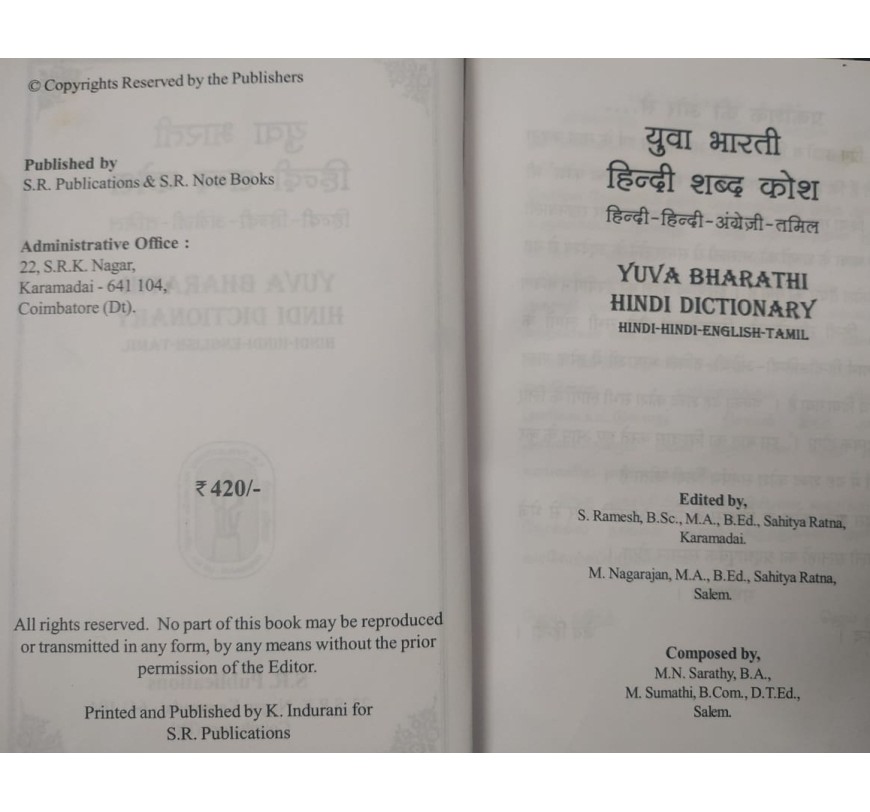 © Copyrights Reserved by the Publishers
Published by
S.R. Publications & S.R. Note Books
Administrative Office :
22, S.R.K. Nagar,
Karamadai - 641 104,
Coimbatore (Dt).
₹ 420/-
All rights reserved. No part of this book may be reproduced
or transmitted in any form, by any means without the prior
permission of the Editor.
Printed and Published by K. Indurani for
S.R. Publications
युवा भारती
हिन्दी शब्द कोश
हिन्दी-हिन्दी-अंग्रेज़ी-तमिल
YUVA BHARATHI
HINDI DICTIONARY
HINDI-HINDI-ENGLISH-TAMIL
Edited by,
S. Ramesh, B.Sc., M.A., B.Ed., Sahitya Ratna,
Karamadai.
M. Nagarajan, M.A., B.Ed., Sahitya Ratna,
Salem.
Composed by,
M.N. Sarathy, B.A.,
M. Sumathi, B.Com., D.T.Ed.,
Salem.